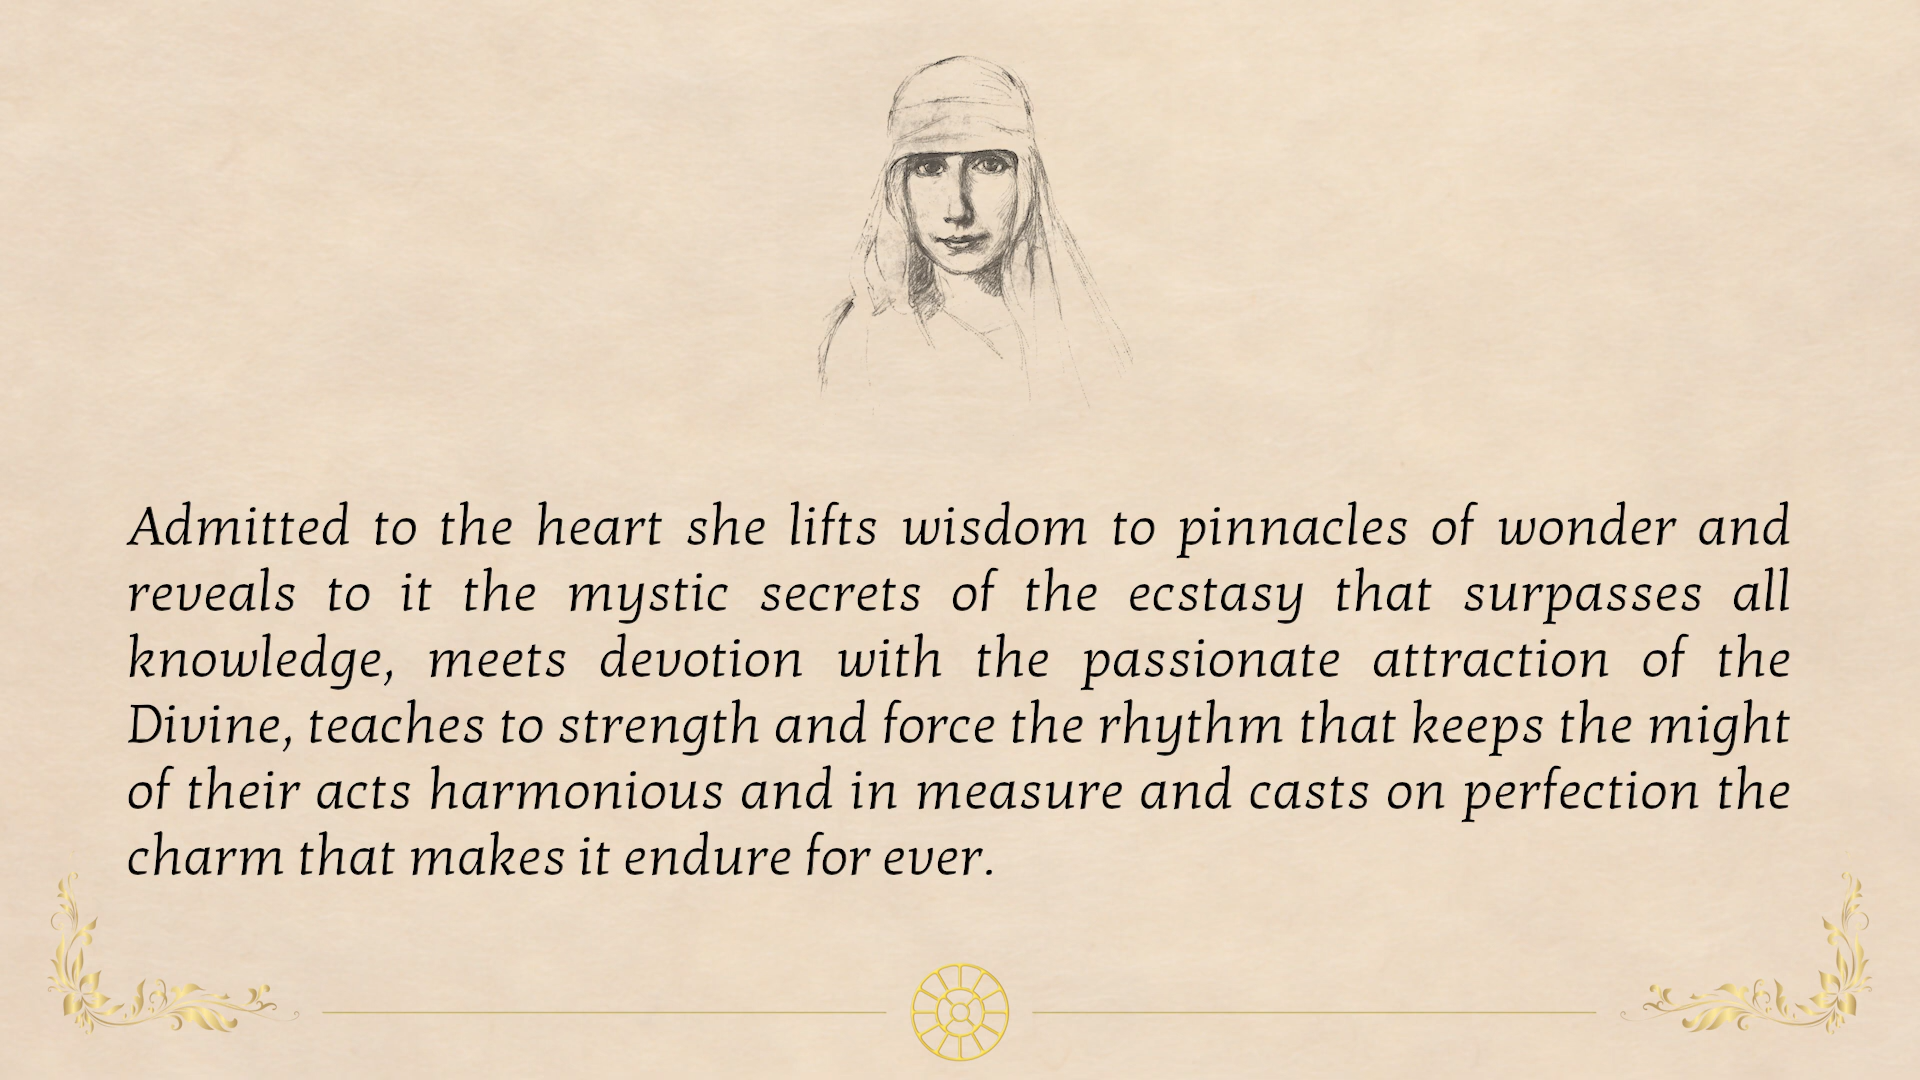 Admitted to the heart she lifts wisdom to pinnacles of wonder and
reveals to it the mystic secrets of the ecstasy that surpasses all
knowledge, meets devotion with the passionate attraction of the
Divine, teaches to strength and force the rhythm that keeps the might
of their acts harmonious and in measure and casts on perfection the
charm that makes it endure for ever.